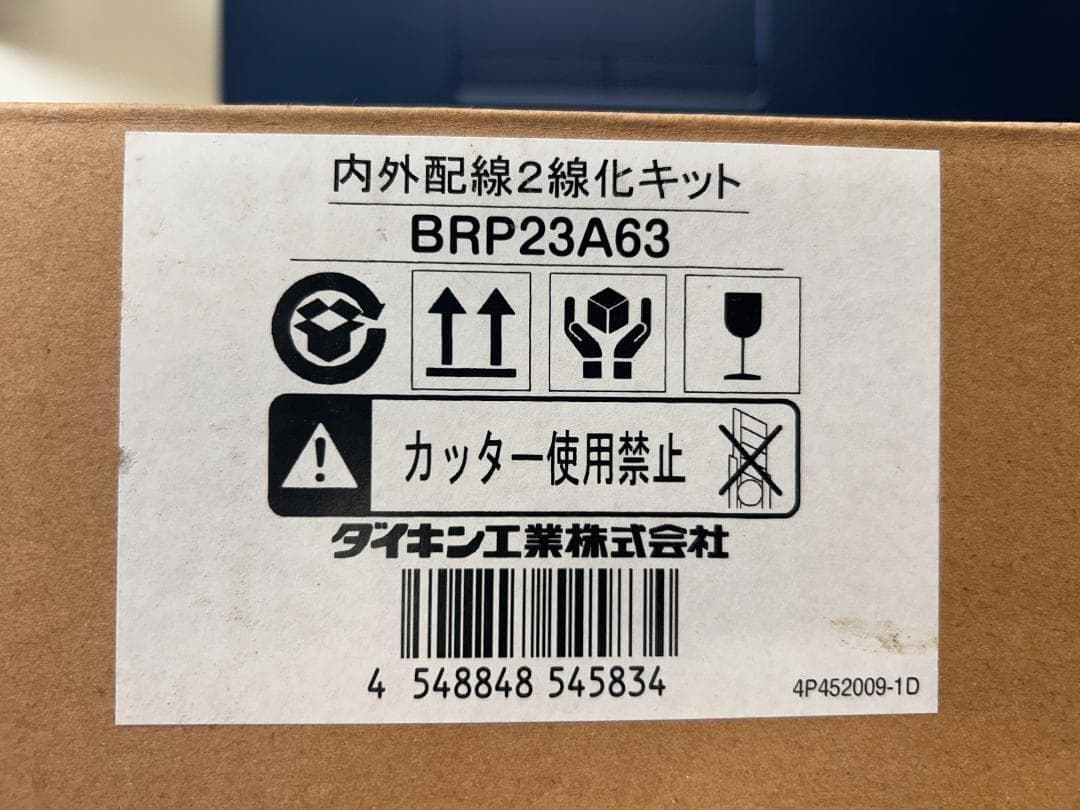 内外配線2線化キット
BRP23A63
カッター使用禁止
ダイキン工業株式会社
4 548848 545834
4P452009-1D